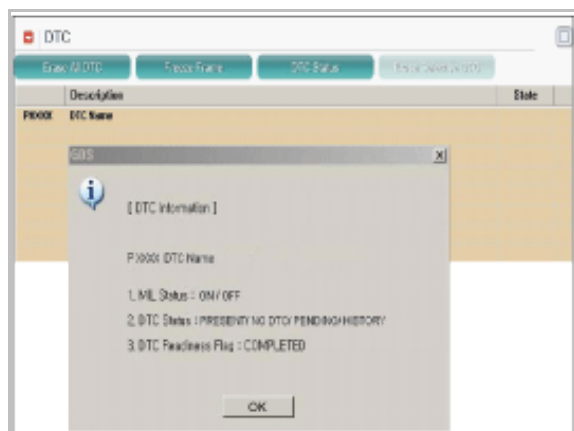 DTC
Erase All DTC Freeze Frame DTC Status
Description State
PXXXX DTC Name
GDS
[ DTC Information ]
PXXXX DTC Name
1. MIL Status : ON / OFF
2. DTC Status : PRESENT/ NO DTC/ PENDING/ HISTORY
3. DTC Readiness Flag : COMPLETED
OK